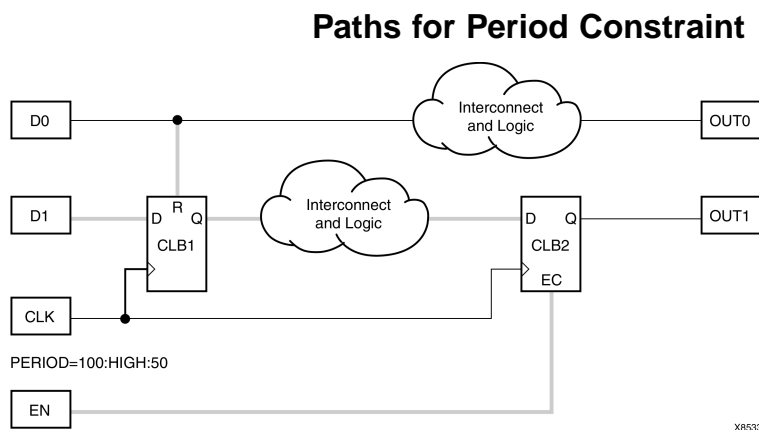 Paths for Period Constraint
D0
Interconnect
and Logic
OUT0
D1
R
D
Q
CLB1
Interconnect
and Logic
D
Q
CLB2
EC
OUT1
CLK
PERIOD=100:HIGH:50
EN
X8533